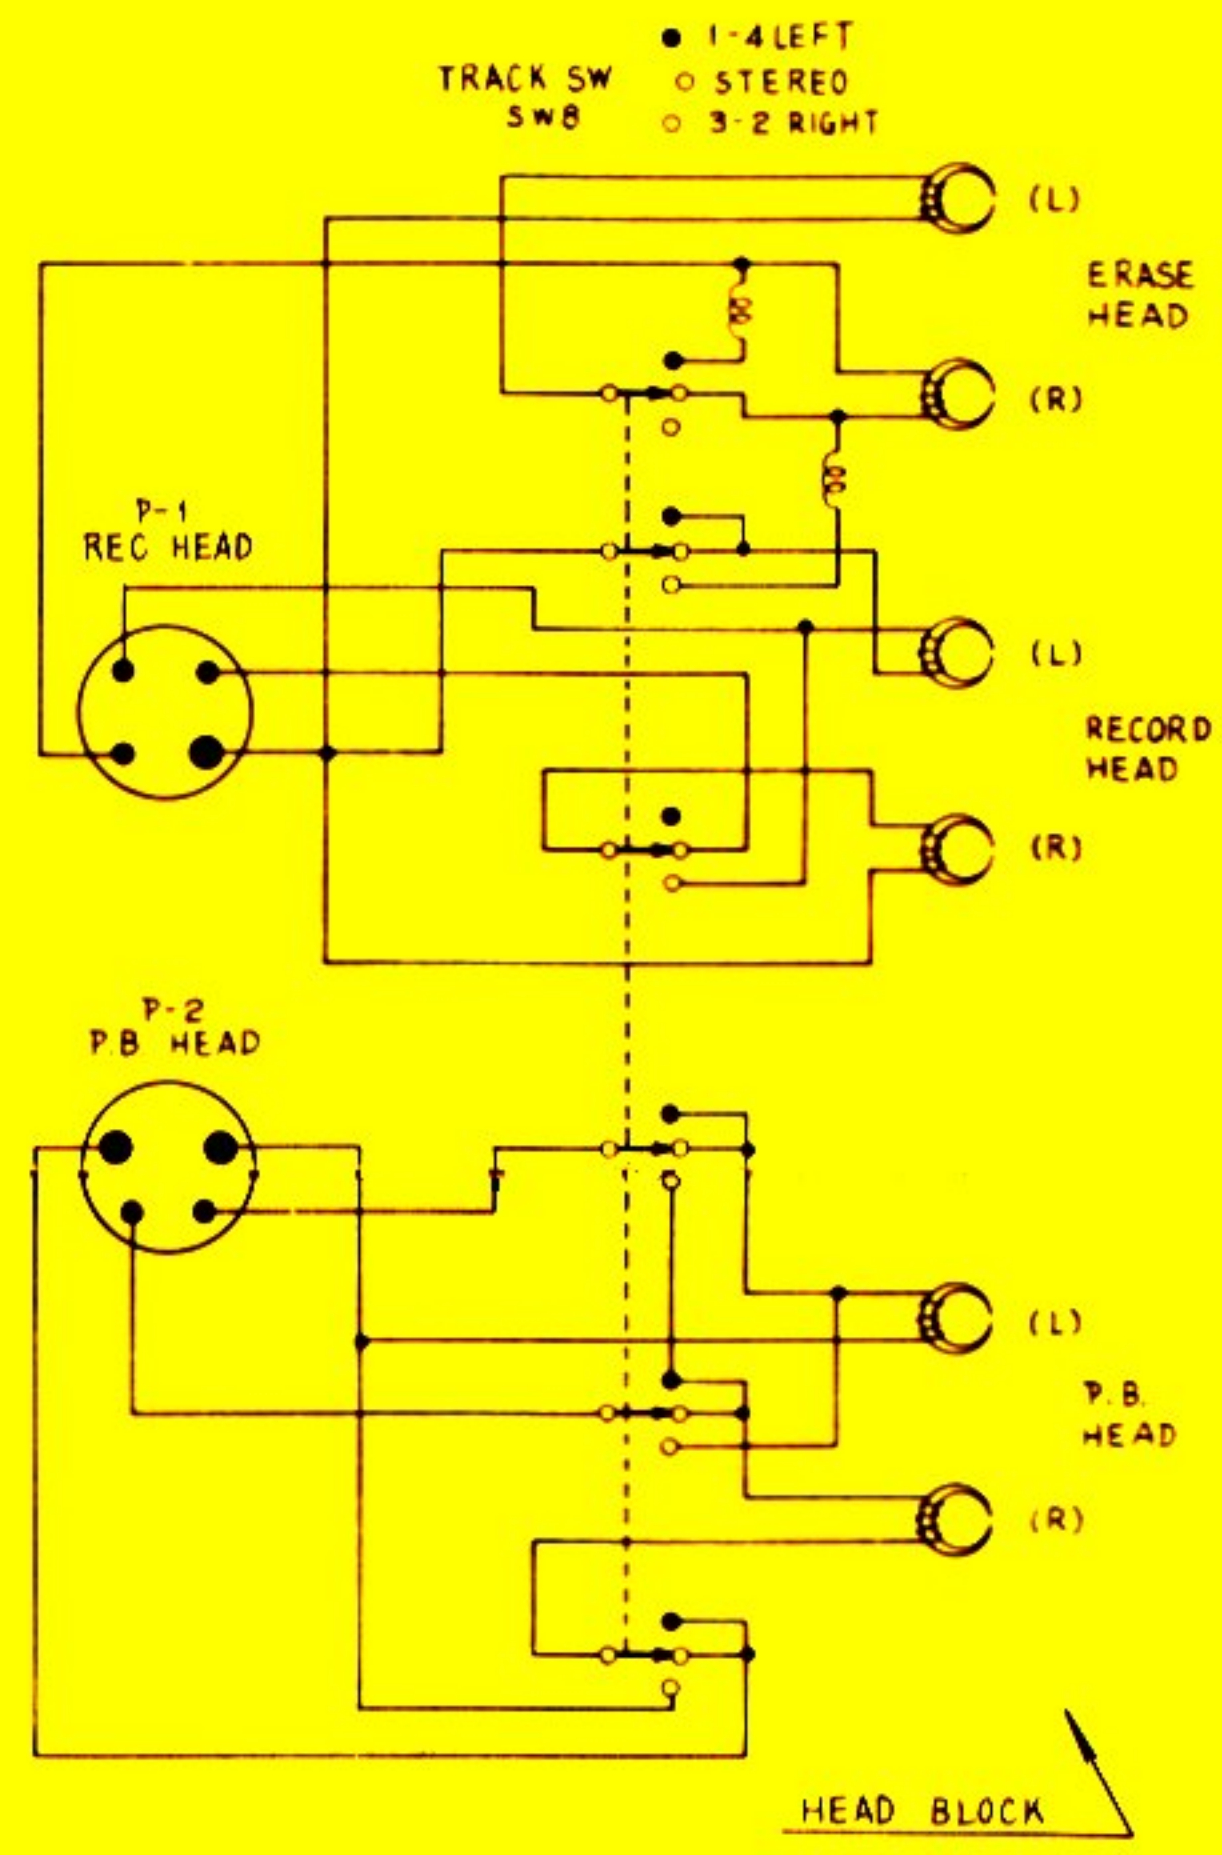 1-4 LEFT
TRACK SW
STEREO
SW8
3-2 RIGHT
(L)
ERASE
HEAD
(R)
P-1
REC HEAD
(L)
RECORD
HEAD
(R)
P-2
P.B HEAD
(L)
P.B.
HEAD
(R)
HEAD BLOCK